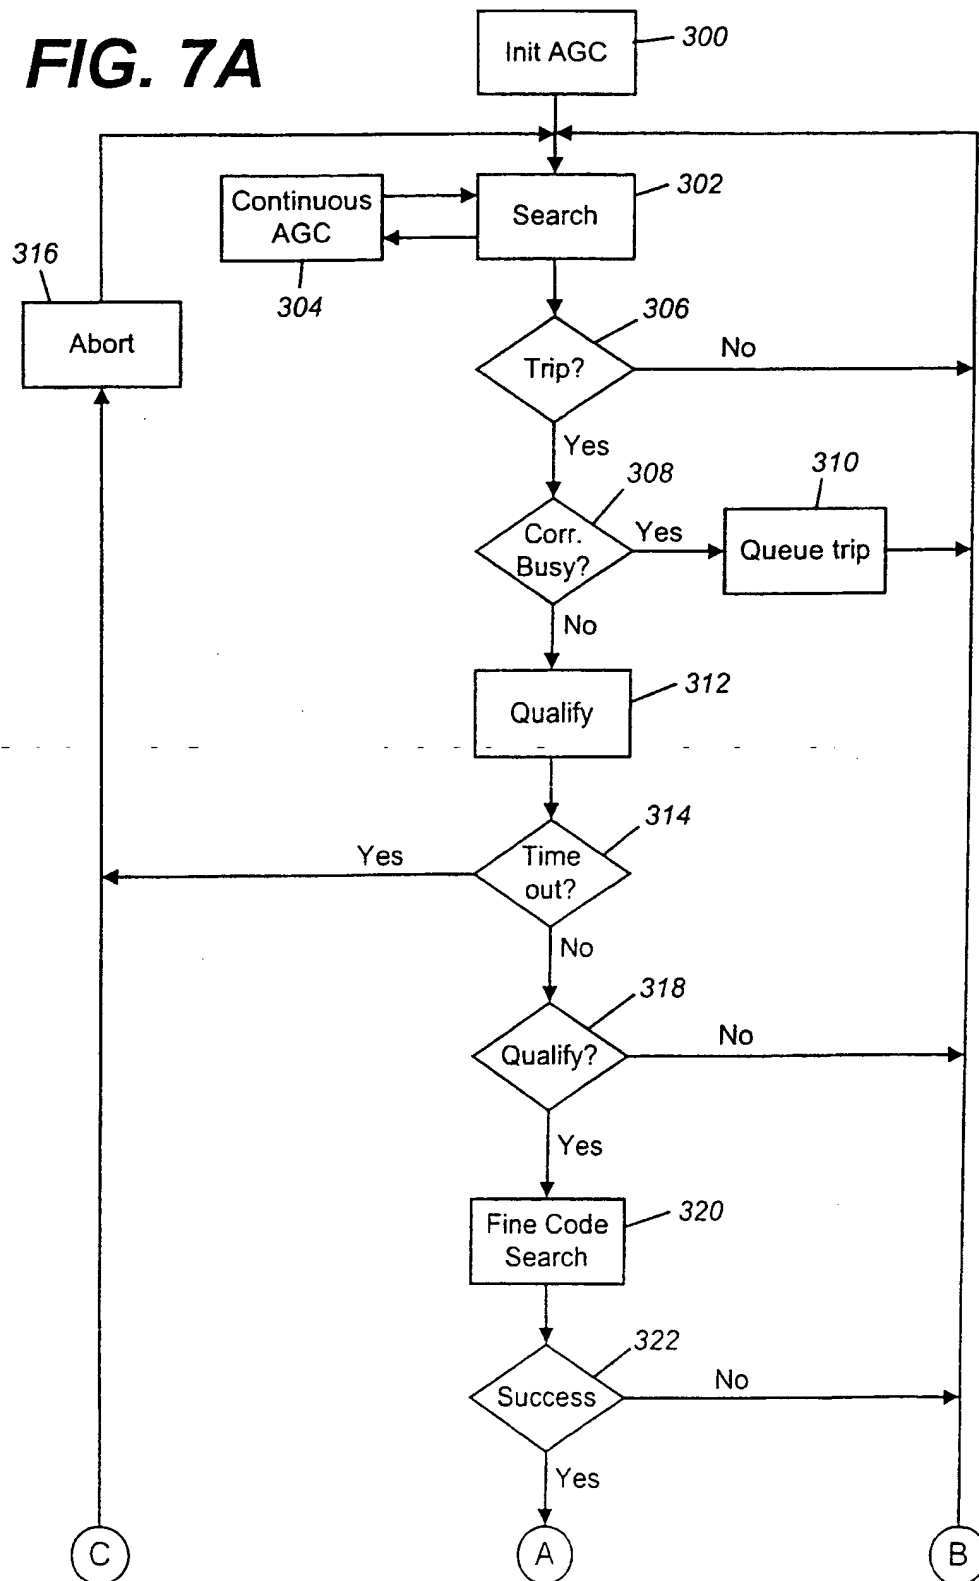 FIG. 7A
Init AGC
300
Continuous
AGC
304
Search
302
316
Abort
Trip?
306
No
Yes
Corr.
Busy?
308
Yes
Queue trip
310
No
Qualify
312
Time
out?
314
Yes
No
Qualify?
318
No
Yes
Fine Code
Search
320
Success
322
No
Yes
C
A
B